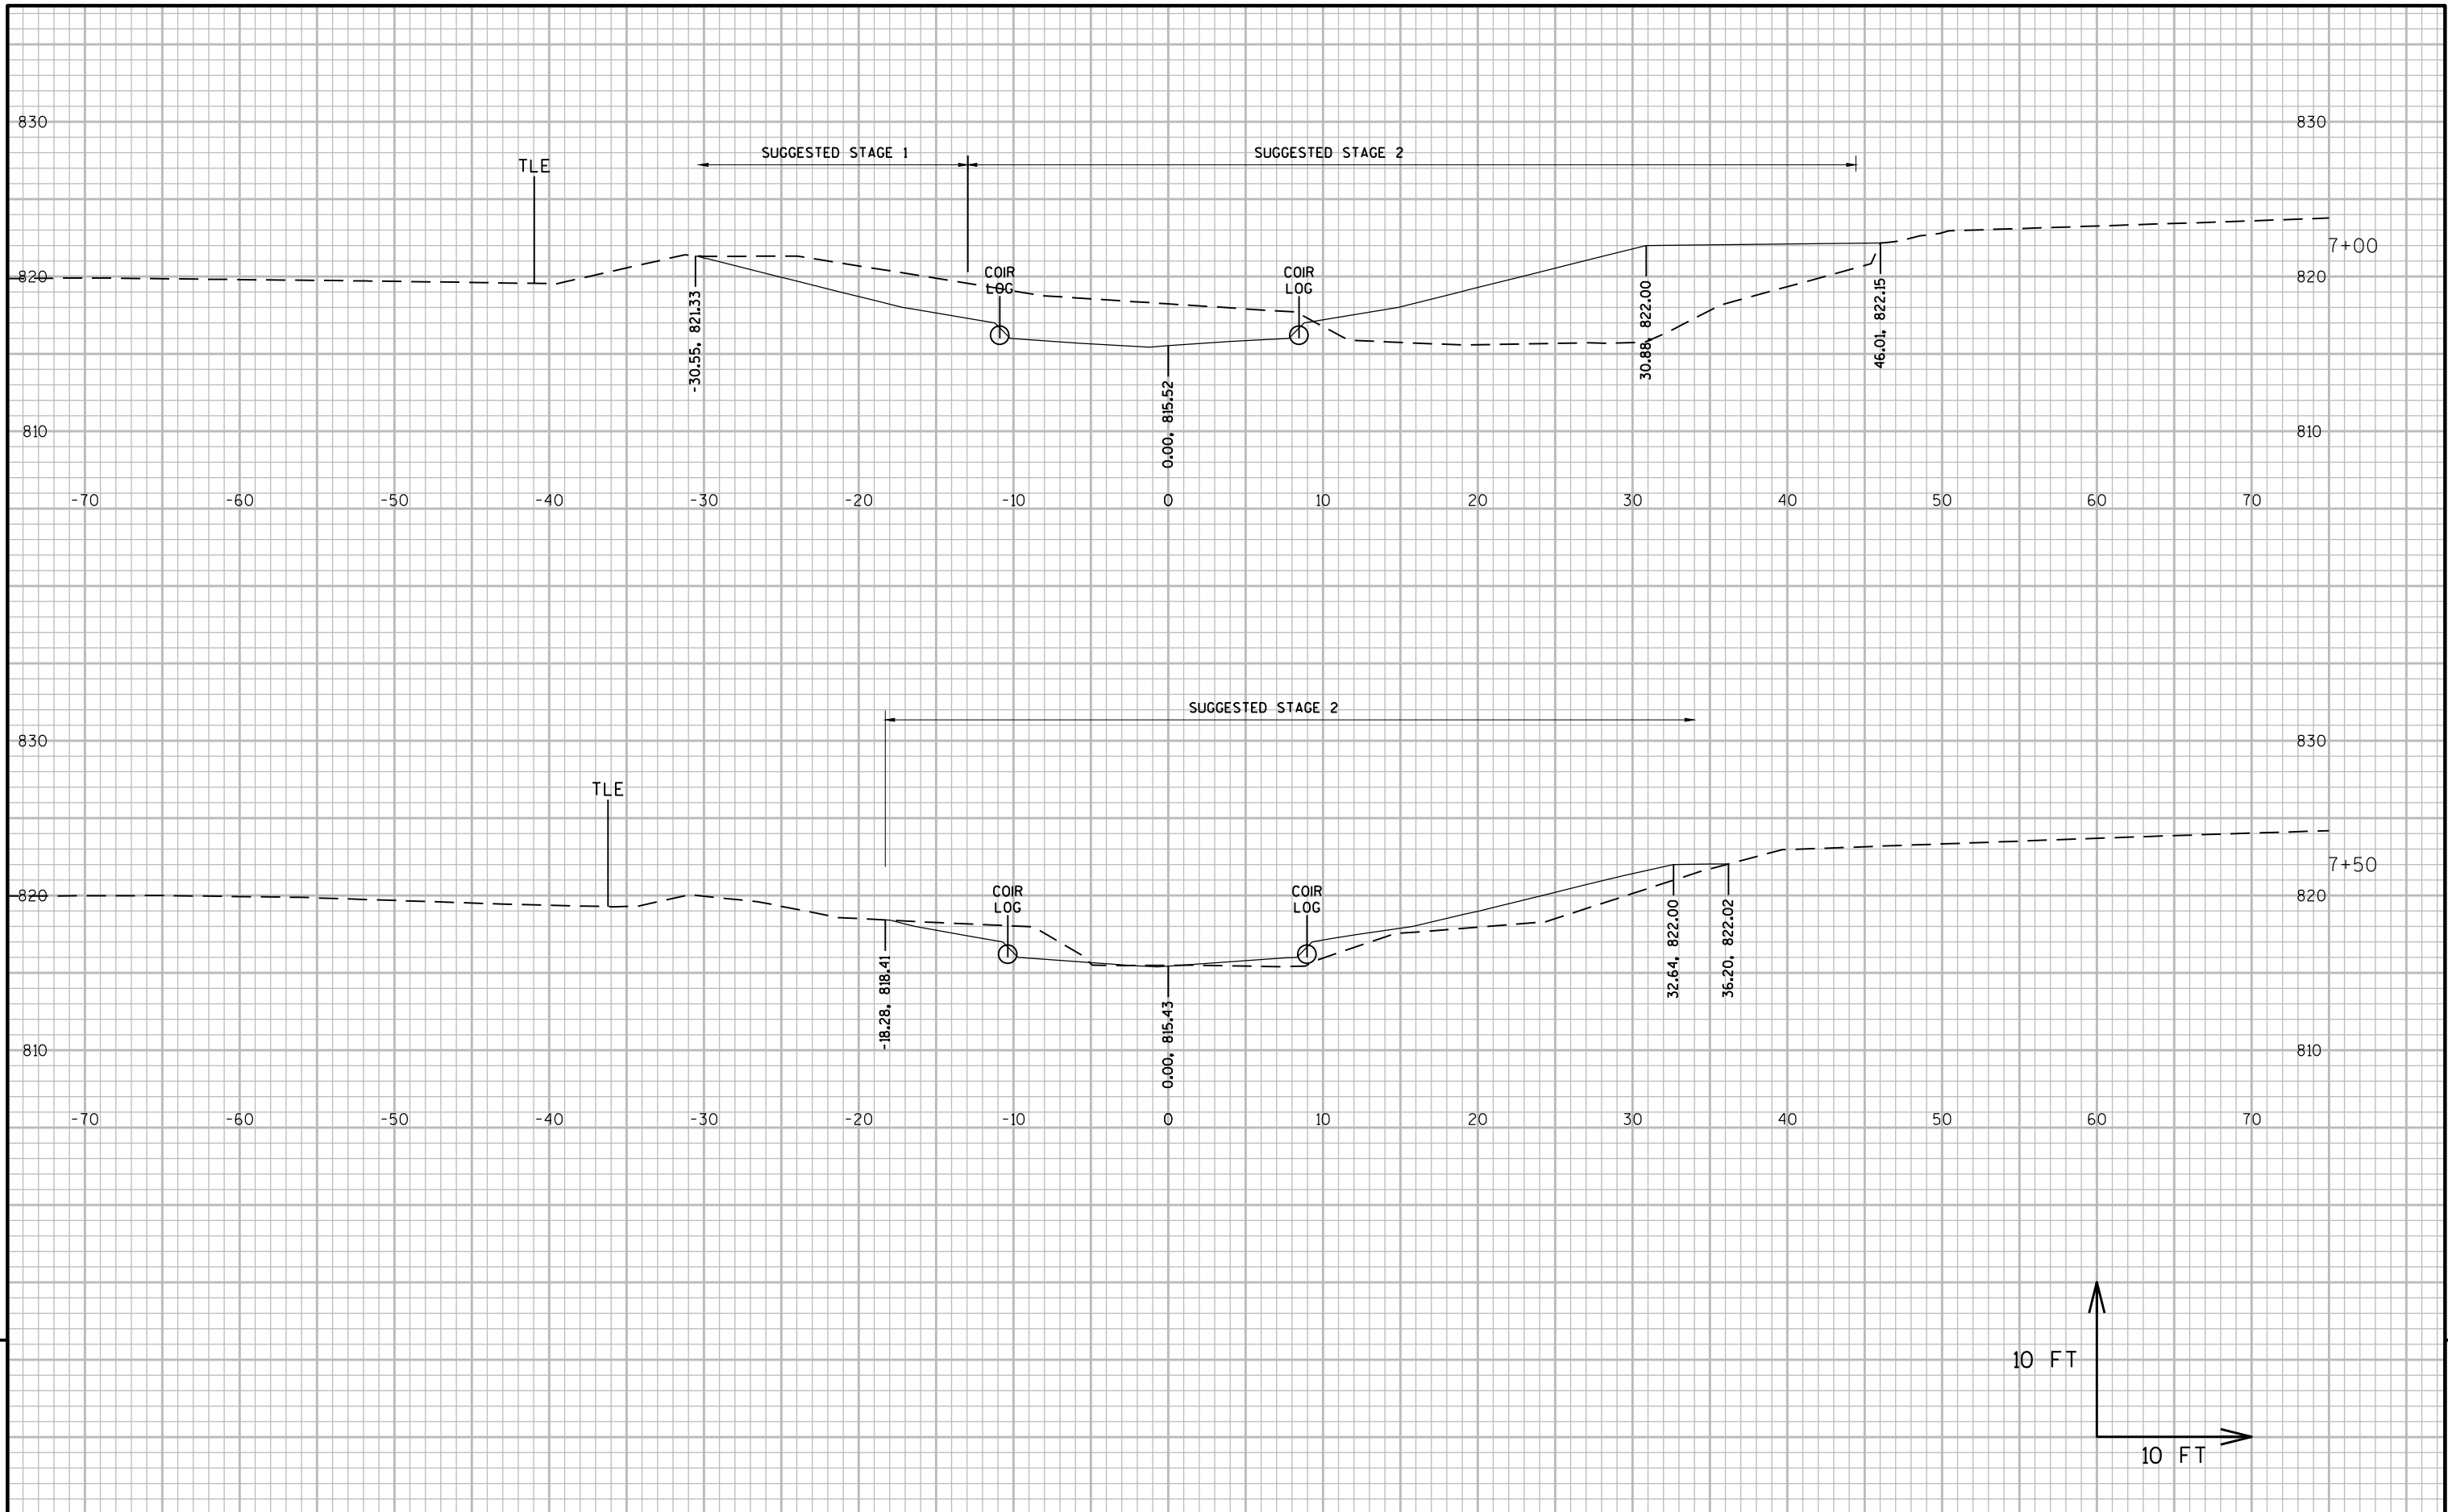 830 830
SUGGESTED STAGE 1 SUGGESTED STAGE 2
TLE
7+00
820 COIR LOG COIR LOG 820
-30.55, 821.33
0.00, 815.52
30.88, 822.00
46.01, 822.15
810 810
-70 -60 -50 -40 -30 -20 -10 0 10 20 30 40 50 60 70
SUGGESTED STAGE 2
830 830
TLE
7+50
820 COIR LOG COIR LOG 820
-18.28, 818.41
0.00, 815.43
32.64, 822.00
36.20, 822.02
810 810
-70 -60 -50 -40 -30 -20 -10 0 10 20 30 40 50 60 70
10 FT
10 FT